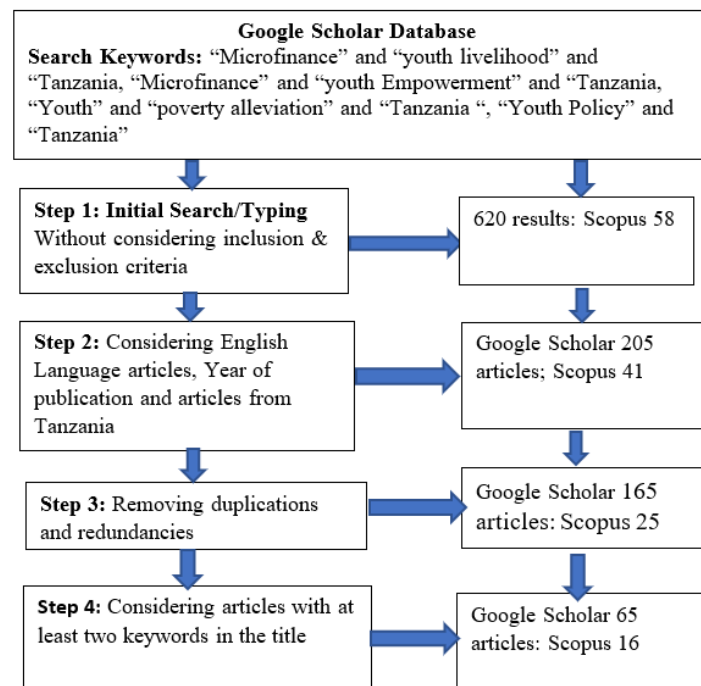 Google Scholar Database
Search Keywords: “Microfinance” and “youth livelihood” and
“Tanzania, “Microfinance” and “youth Empowerment” and “Tanzania,
“Youth” and “poverty alleviation” and “Tanzania “, “Youth Policy” and
“Tanzania”
Step 1: Initial Search/Typing
Without considering inclusion &
exclusion criteria
620 results: Scopus 58
Step 2: Considering English
Language articles, Year of
publication and articles from
Tanzania
Google Scholar 205
articles; Scopus 41
Step 3: Removing duplications
and redundancies
Google Scholar 165
articles: Scopus 25
Step 4: Considering articles with at
least two keywords in the title
Google Scholar 65
articles: Scopus 16